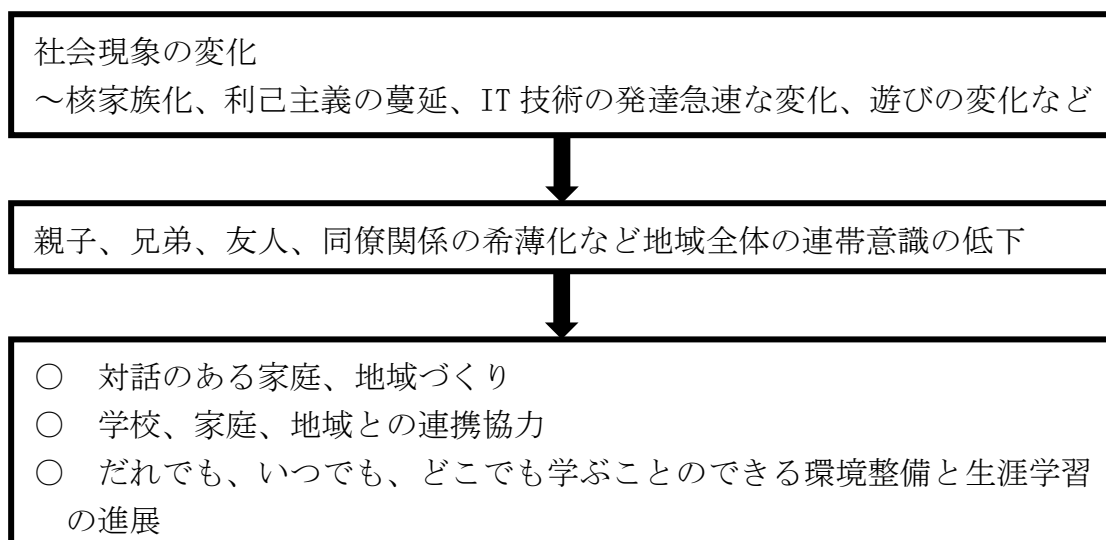 社会現象の変化
～核家族化、利己主義の蔓延、IT 技術の発達急速な変化、遊びの変化など
親子、兄弟、友人、同僚関係の希薄化など地域全体の連帯意識の低下
○　対話のある家庭、地域づくり
○　学校、家庭、地域との連携協力
○　だれでも、いつでも、どこでも学ぶことのできる環境整備と生涯学習
の進展